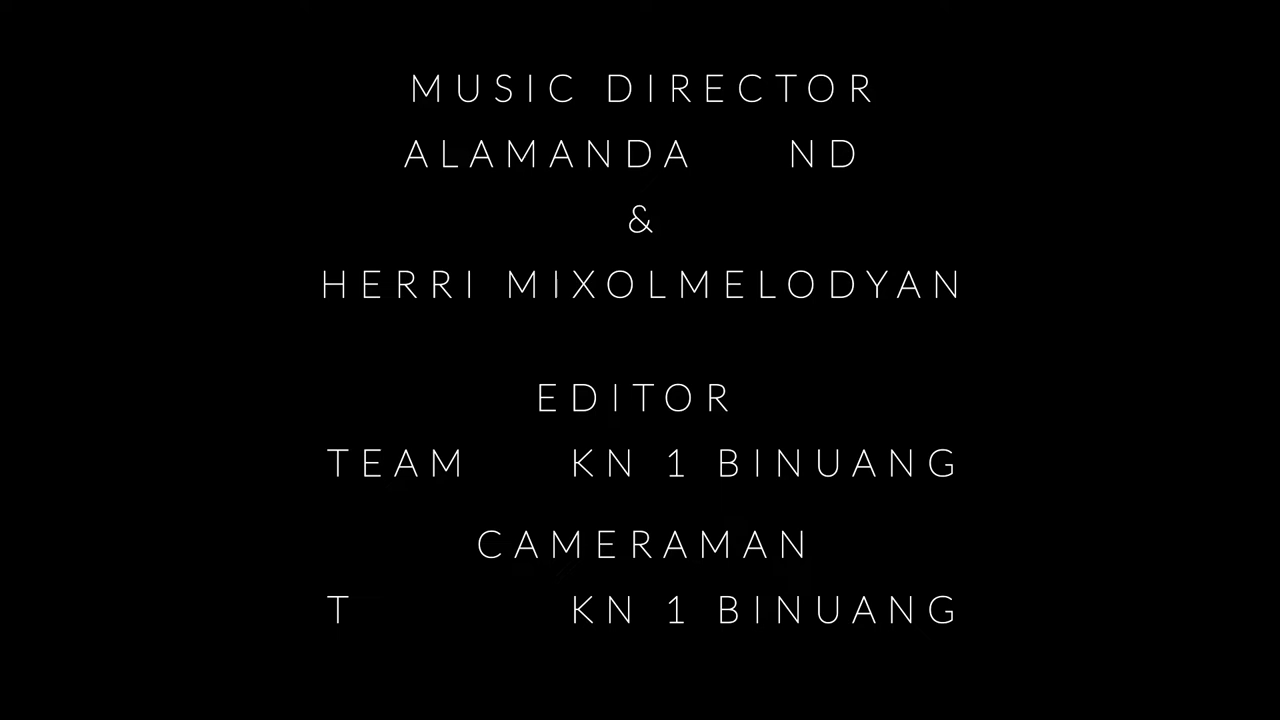 MUSIC DIRECTOR
ALAMANDA ND
&
HERRI MIXOLMELODYAN
EDITOR
TEAM KN 1 BINUANG
CAMERAMAN
T KN 1 BINUANG